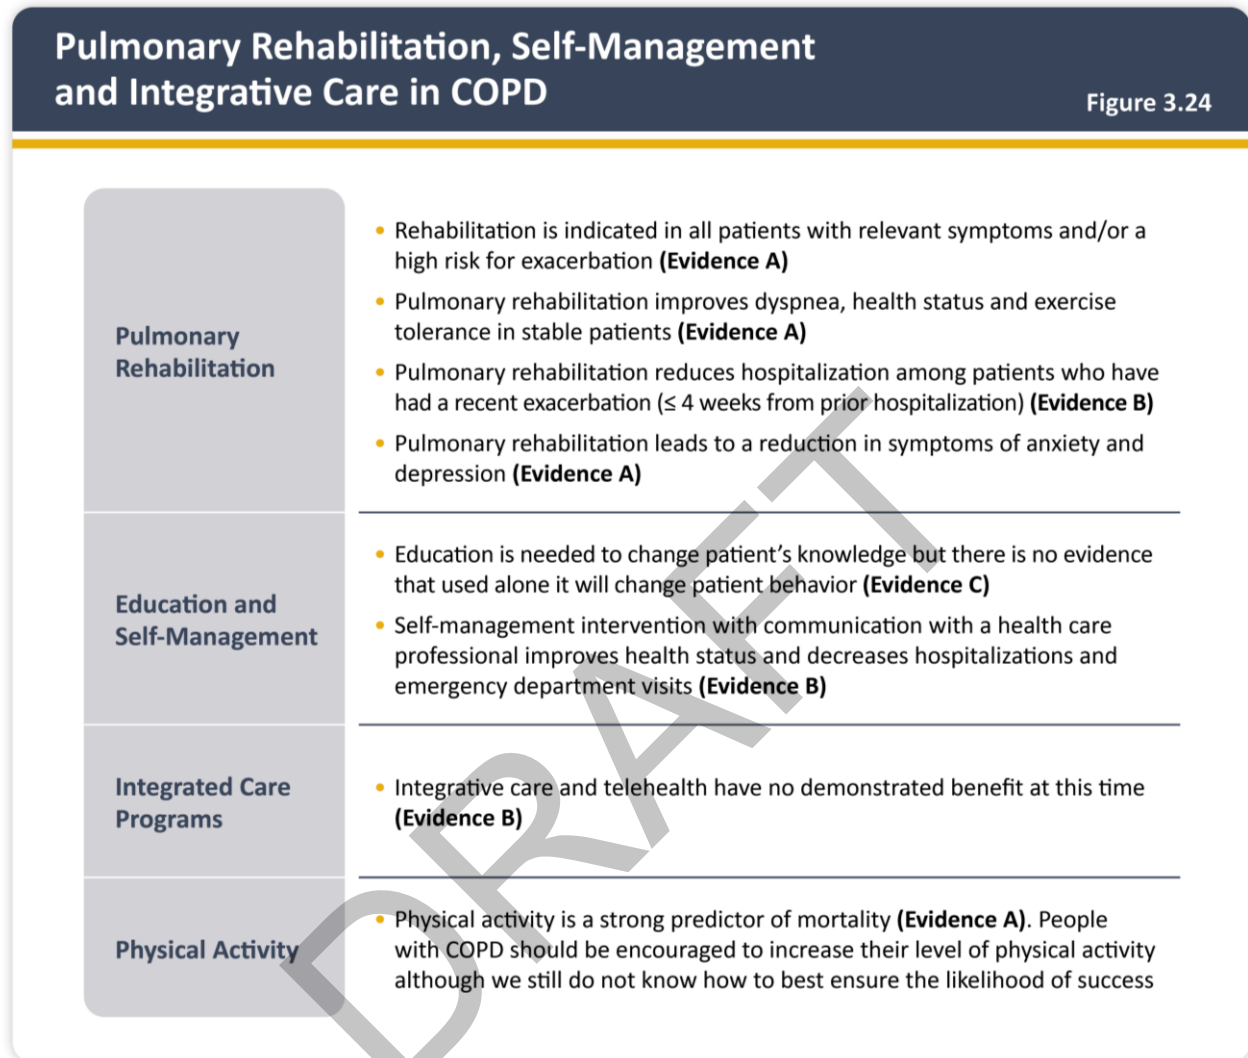 Pulmonary Rehabilitation, Self-Management
and Integrative Care in COPD
Figure 3.24
Pulmonary
Rehabilitation
• Rehabilitation is indicated in all patients with relevant symptoms and/or a
high risk for exacerbation (Evidence A)
• Pulmonary rehabilitation improves dyspnea, health status and exercise
tolerance in stable patients (Evidence A)
• Pulmonary rehabilitation reduces hospitalization among patients who have
had a recent exacerbation (≤ 4 weeks from prior hospitalization) (Evidence B)
• Pulmonary rehabilitation leads to a reduction in symptoms of anxiety and
depression (Evidence A)
Education and
Self-Management
• Education is needed to change patient’s knowledge but there is no evidence
that used alone it will change patient behavior (Evidence C)
• Self-management intervention with communication with a health care
professional improves health status and decreases hospitalizations and
emergency department visits (Evidence B)
Integrated Care
Programs
• Integrative care and telehealth have no demonstrated benefit at this time
(Evidence B)
Physical Activity
• Physical activity is a strong predictor of mortality (Evidence A). People
with COPD should be encouraged to increase their level of physical activity
although we still do not know how to best ensure the likelihood of success
DRAFT